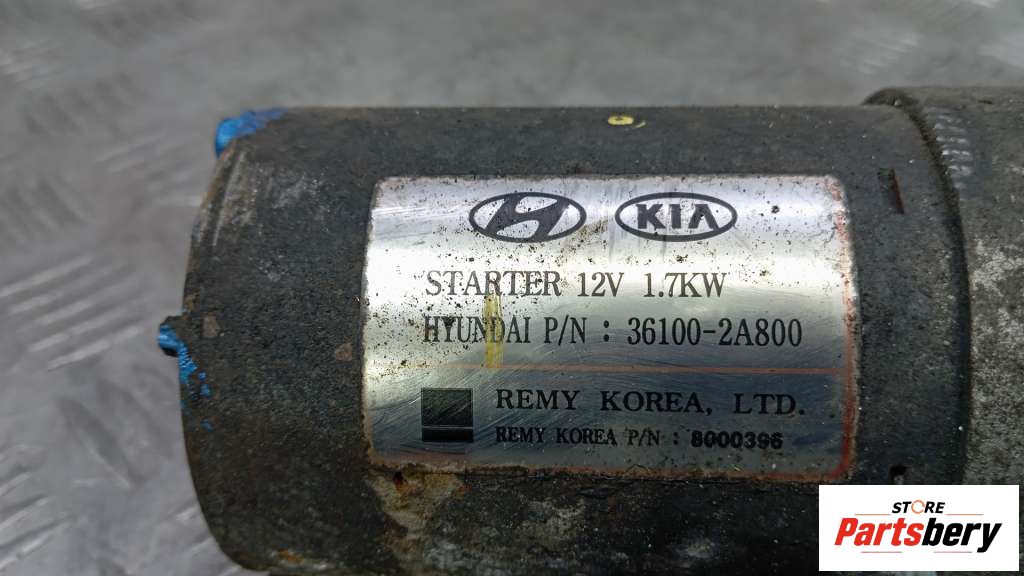 KIA
STARTER 12V 1.7KW
HYUNDAI P/N : 36100-2A800
REMY KOREA, LTD.
REMY KOREA P/N : 8000396
STORE
Partsbery